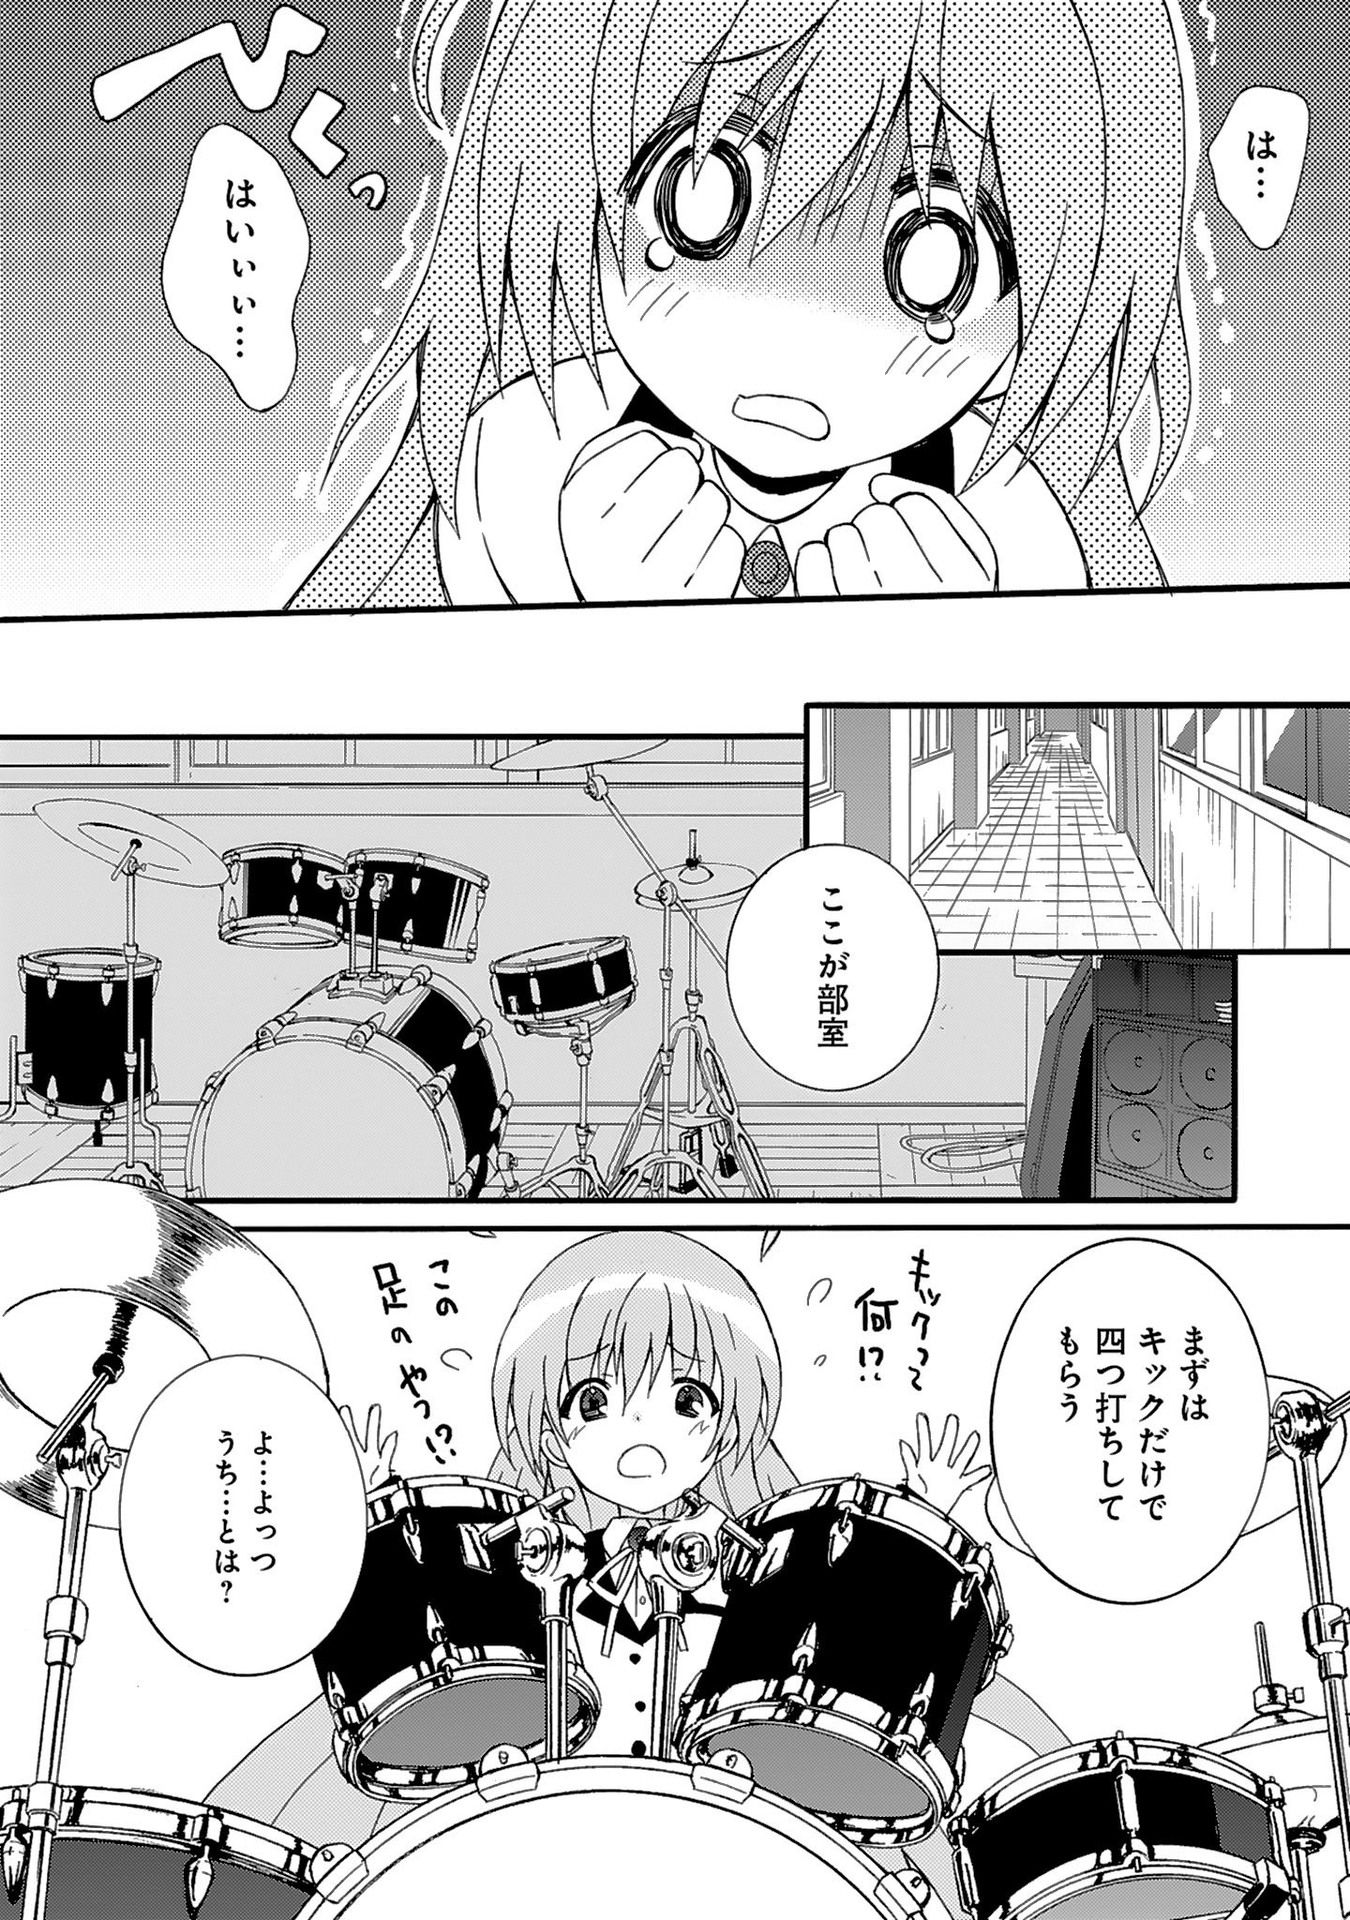 は…
はいぃぃ…
びくっ
ここが部室
まずは
キックだけで
四つ打ちして
もらう
キックって
何!?
この
足のやつ!?
よ…よっつ
うち…とは?